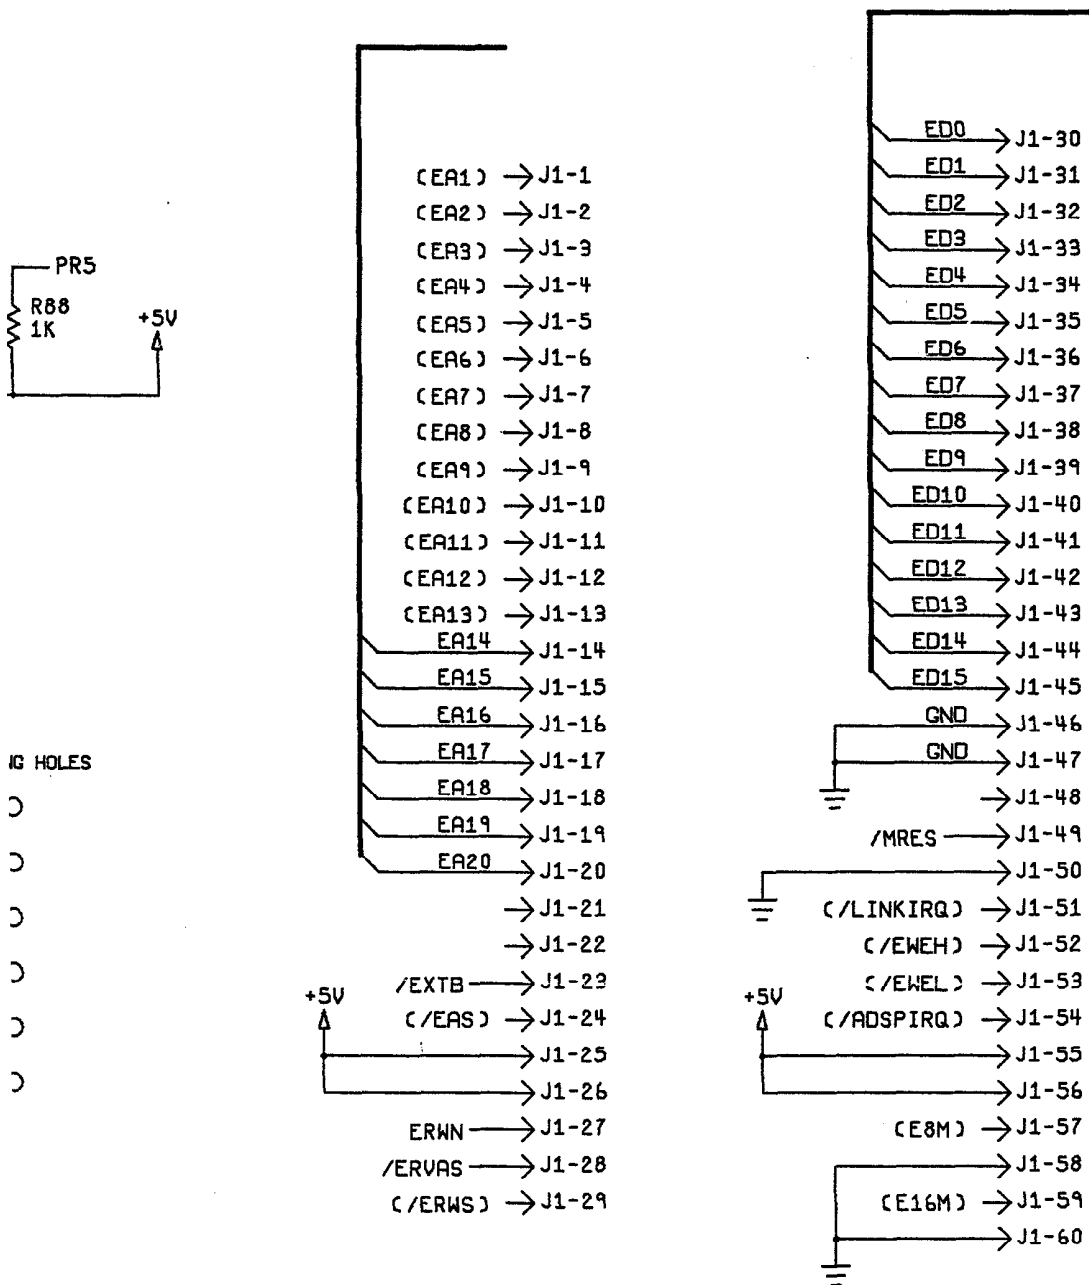 PR5
R88
1K
+5V
IG HOLES
(EA1) J1-1
(EA2) J1-2
(EA3) J1-3
(EA4) J1-4
(EA5) J1-5
(EA6) J1-6
(EA7) J1-7
(EA8) J1-8
(EA9) J1-9
(EA10) J1-10
(EA11) J1-11
(EA12) J1-12
(EA13) J1-13
EA14 J1-14
EA15 J1-15
EA16 J1-16
EA17 J1-17
EA18 J1-18
EA19 J1-19
EA20 J1-20
J1-21
J1-22
/EXTB J1-23
+5V
(/EAS) J1-24
J1-25
J1-26
ERWN J1-27
/ERVAS J1-28
(/ERWS) J1-29
ED0 J1-30
ED1 J1-31
ED2 J1-32
ED3 J1-33
ED4 J1-34
ED5 J1-35
ED6 J1-36
ED7 J1-37
ED8 J1-38
ED9 J1-39
ED10 J1-40
ED11 J1-41
ED12 J1-42
ED13 J1-43
ED14 J1-44
ED15 J1-45
GND J1-46
GND J1-47
J1-48
/MRES J1-49
J1-50
(/LINKIRQ) J1-51
(/EWEH) J1-52
(/EWEL) J1-53
+5V
(/ADSPIRQ) J1-54
J1-55
J1-56
(E8M) J1-57
J1-58
(E16M) J1-59
J1-60